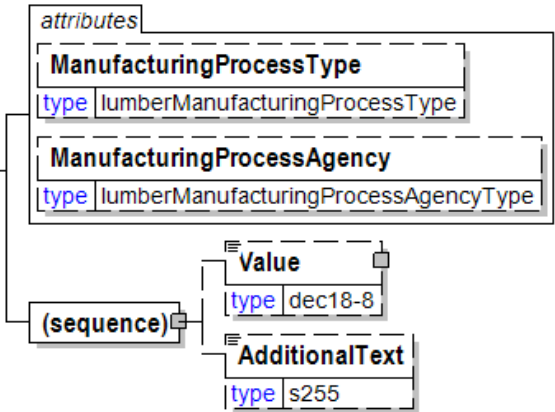 attributes
ManufacturingProcessType
type lumberManufacturingProcessType
ManufacturingProcessAgency
type lumberManufacturingProcessAgencyType
Value
type dec18-8
(sequence)
AdditionalText
type s255